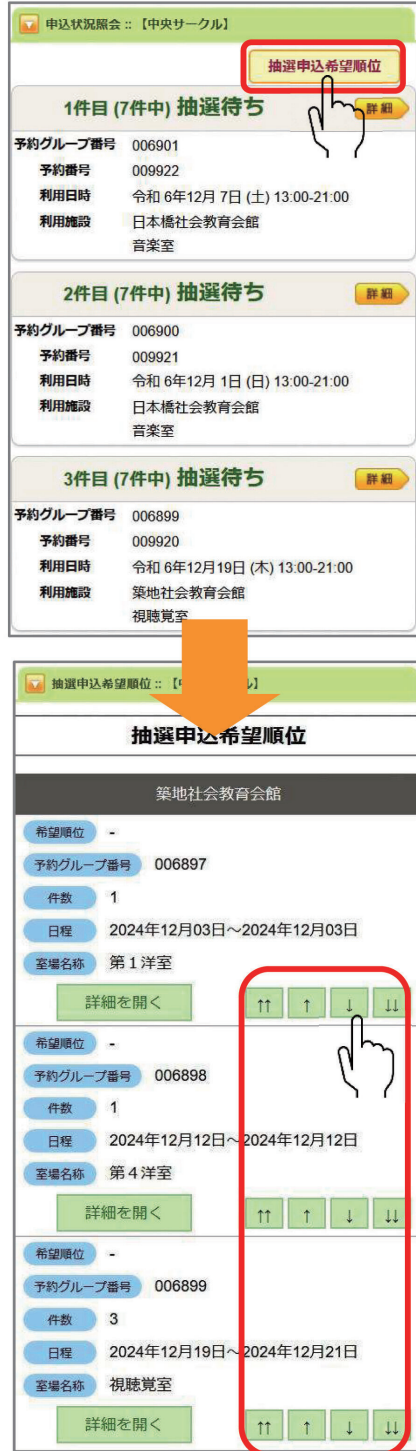 申込状況照会 :: 【中央サークル】
抽選申込希望順位
1件目 (7件中) 抽選待ち 詳細
予約グループ番号 006901
予約番号 009922
利用日時 令和 6年12月 7日 (土) 13:00-21:00
利用施設 日本橋社会教育会館
音楽室
2件目 (7件中) 抽選待ち 詳細
予約グループ番号 006900
予約番号 009921
利用日時 令和 6年12月 1日 (日) 13:00-21:00
利用施設 日本橋社会教育会館
音楽室
3件目 (7件中) 抽選待ち 詳細
予約グループ番号 006899
予約番号 009920
利用日時 令和 6年12月19日 (木) 13:00-21:00
利用施設 築地社会教育会館
視聴覚室
抽選申込希望順位 :: 【
抽選申込希望順位
築地社会教育会館
希望順位 -
予約グループ番号 006897
件数 1
日程 2024年12月03日～2024年12月03日
室場名称 第1洋室
詳細を開く ↑↑ ↑ ↓ ↓↓
希望順位 -
予約グループ番号 006898
件数 1
日程 2024年12月12日～2024年12月12日
室場名称 第4洋室
詳細を開く ↑↑ ↑ ↓ ↓↓
希望順位 -
予約グループ番号 006899
件数 3
日程 2024年12月19日～2024年12月21日
室場名称 視聴覚室
詳細を開く ↑↑ ↑ ↓ ↓↓